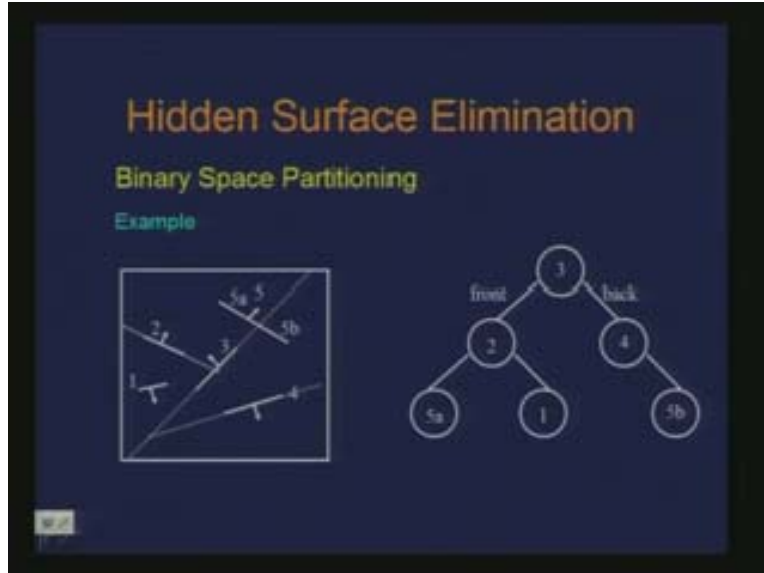 Hidden Surface Elimination
Binary Space Partitioning
Example
5a 5
2
5b
3
1
4
3
front
back
2
4
5a
1
5b